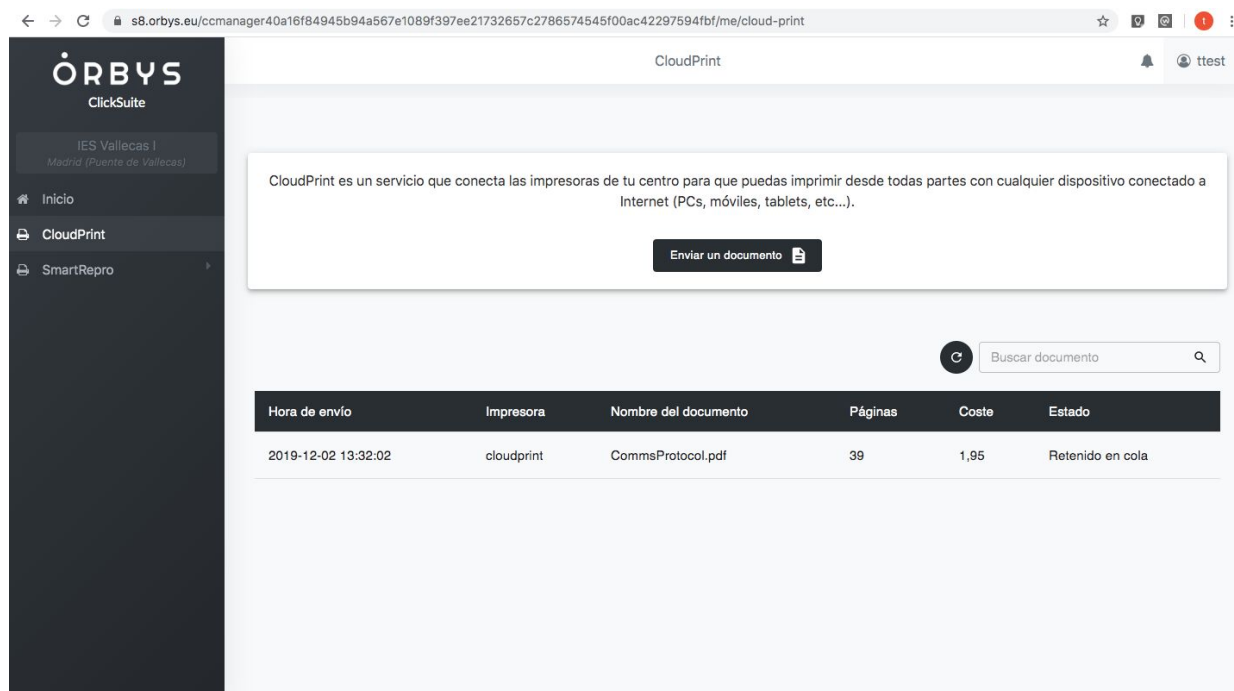 s8.orbys.eu/ccmanager40a16f84945b94a567e1089f397ee21732657c2786574545f00ac42297594fbf/me/cloud-print
t
ORBYS
ClickSuite
CloudPrint
ttest
IES Vallecas I
Madrid (Puente de Vallecas)
Inicio
CloudPrint
SmartRepro
CloudPrint es un servicio que conecta las impresoras de tu centro para que puedas imprimir desde todas partes con cualquier dispositivo conectado a
Internet (PCs, móviles, tablets, etc...).
Enviar un documento
Buscar documento
Hora de envío Impresora Nombre del documento Páginas Coste Estado
2019-12-02 13:32:02 cloudprint CommsProtocol.pdf 39 1,95 Retenido en cola